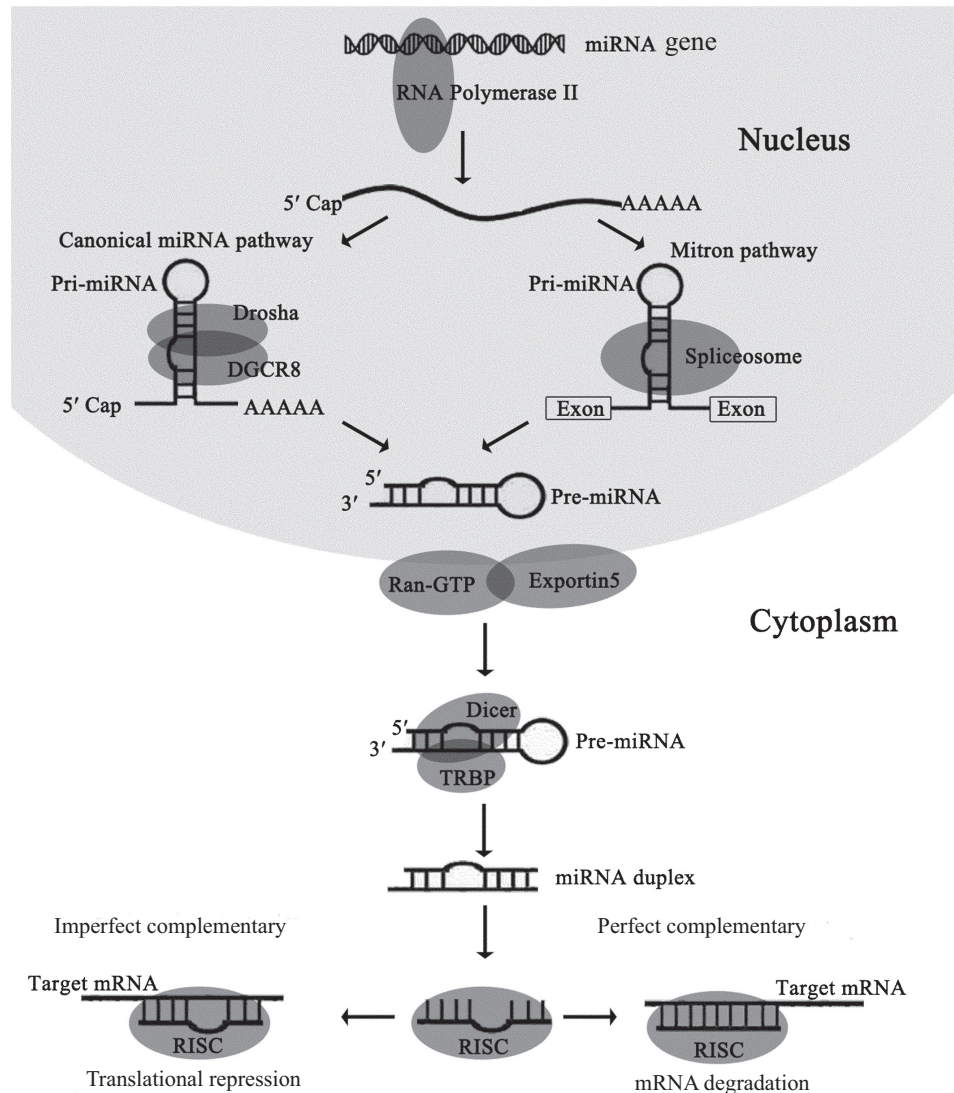 miRNA gene
RNA Polymerase II
Nucleus
5′ Cap
AAAAA
Canonical miRNA pathway
Mitron pathway
Pri-miRNA
Pri-miRNA
Drosha
Spliceosome
DGCR8
5′ Cap
AAAAA
Exon
Exon
5′
3′
Pre-miRNA
Ran-GTP
Exportin5
Cytoplasm
Dicer
5′
3′
Pre-miRNA
TRBP
miRNA duplex
Imperfect complementary
Perfect complementary
Target mRNA
Target mRNA
RISC
RISC
RISC
Translational repression
mRNA degradation